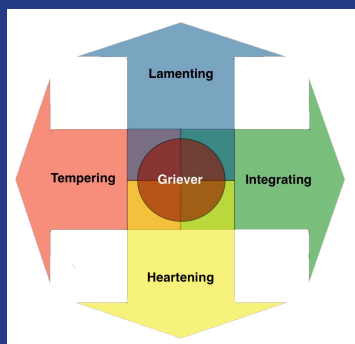 Lamenting
Tempering
Griever
Integrating
Heartening